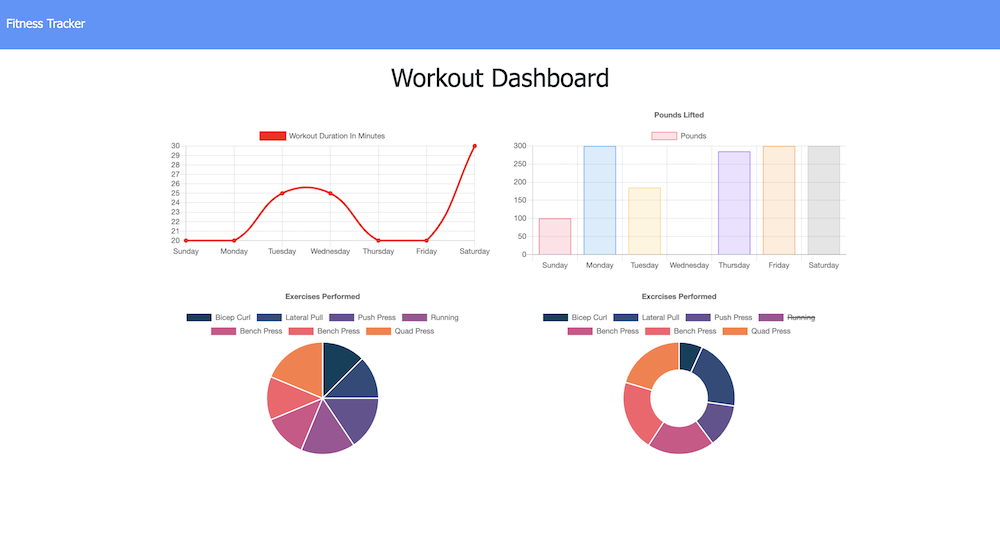 Fitness Tracker
Workout Dashboard
Workout Duration In Minutes
30
29
28
27
26
25
24
23
22
21
20
Sunday Monday Tuesday Wednesday Thursday Friday Saturday
Pounds Lifted
Pounds
300
250
200
150
100
50
0
Sunday Monday Tuesday Wednesday Thursday Friday Saturday
Exercises Performed
Bicep Curl Lateral Pull Push Press Running
Bench Press Bench Press Quad Press
Excrcises Performed
Bicep Curl Lateral Pull Push Press Running
Bench Press Bench Press Quad Press